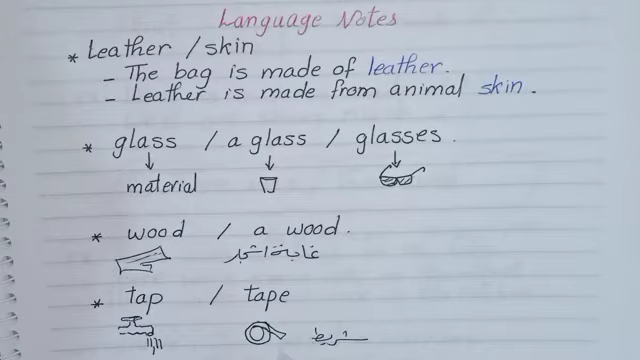 Language Notes
* Leather / skin
- The bag is made of leather.
- Leather is made from animal skin.
* glass / a glass / glasses.
material
* wood / a wood.
غابة اشجار
* tap / tape
شريط